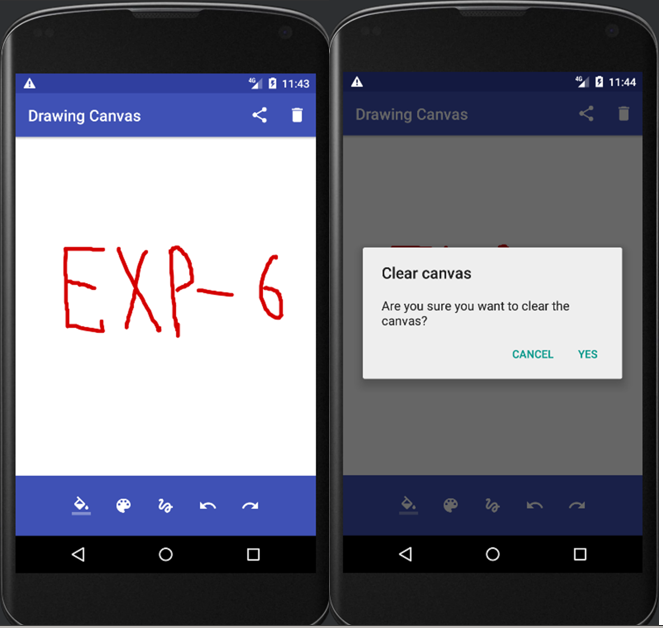 4G 11:43
Drawing Canvas
EXP-6
4G 11:44
Drawing Canvas
Clear canvas
Are you sure you want to clear the
canvas?
CANCEL YES